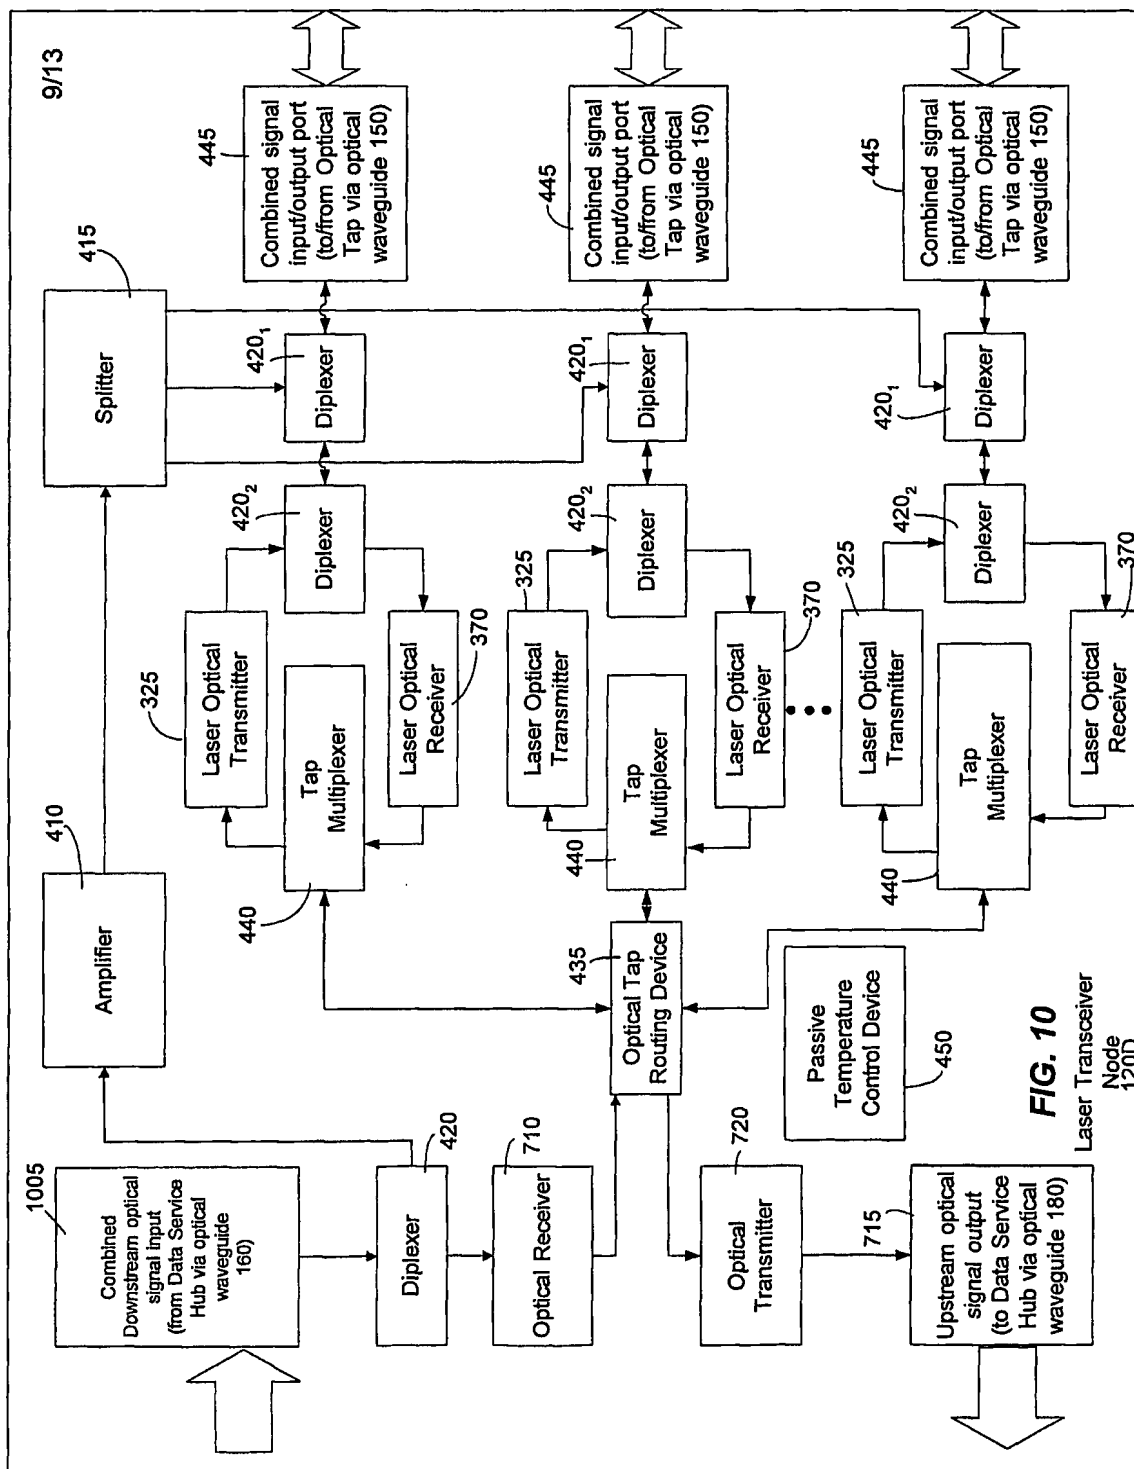 9/13
1005
Combined
Downstream optical
signal input
(from Data Service
Hub via optical
waveguide
160)
410
Amplifier
415
Splitter
420
Diplexer
710
Optical Receiver
720
Optical
Transmitter
715
Upstream optical
signal output
(to Data Service
Hub via optical
waveguide 180)
435
Optical Tap
Routing Device
450
Passive
Temperature
Control Device
325
Laser Optical
Transmitter
440
Tap
Multiplexer
370
Laser Optical
Receiver
420₂
Diplexer
420₁
Diplexer
445
Combined signal
input/output port
(to/from Optical
Tap via optical
waveguide 150)
325
Laser Optical
Transmitter
440
Tap
Multiplexer
370
Laser Optical
Receiver
420₂
Diplexer
420₁
Diplexer
445
Combined signal
input/output port
(to/from Optical
Tap via optical
waveguide 150)
325
Laser Optical
Transmitter
440
Tap
Multiplexer
370
Laser Optical
Receiver
420₂
Diplexer
420₁
Diplexer
445
Combined signal
input/output port
(to/from Optical
Tap via optical
waveguide 150)
FIG. 10
Laser Transceiver
Node
120D